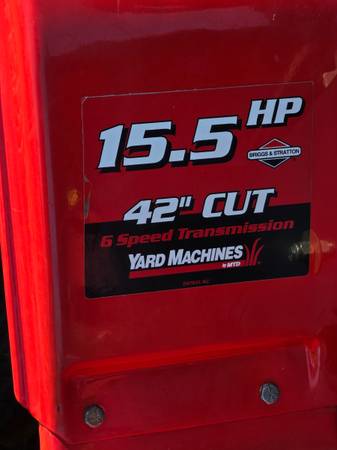 15.5 HP
BRIGGS & STRATTON
42" CUT
6 Speed Transmission
YARD MACHINES
by MTD